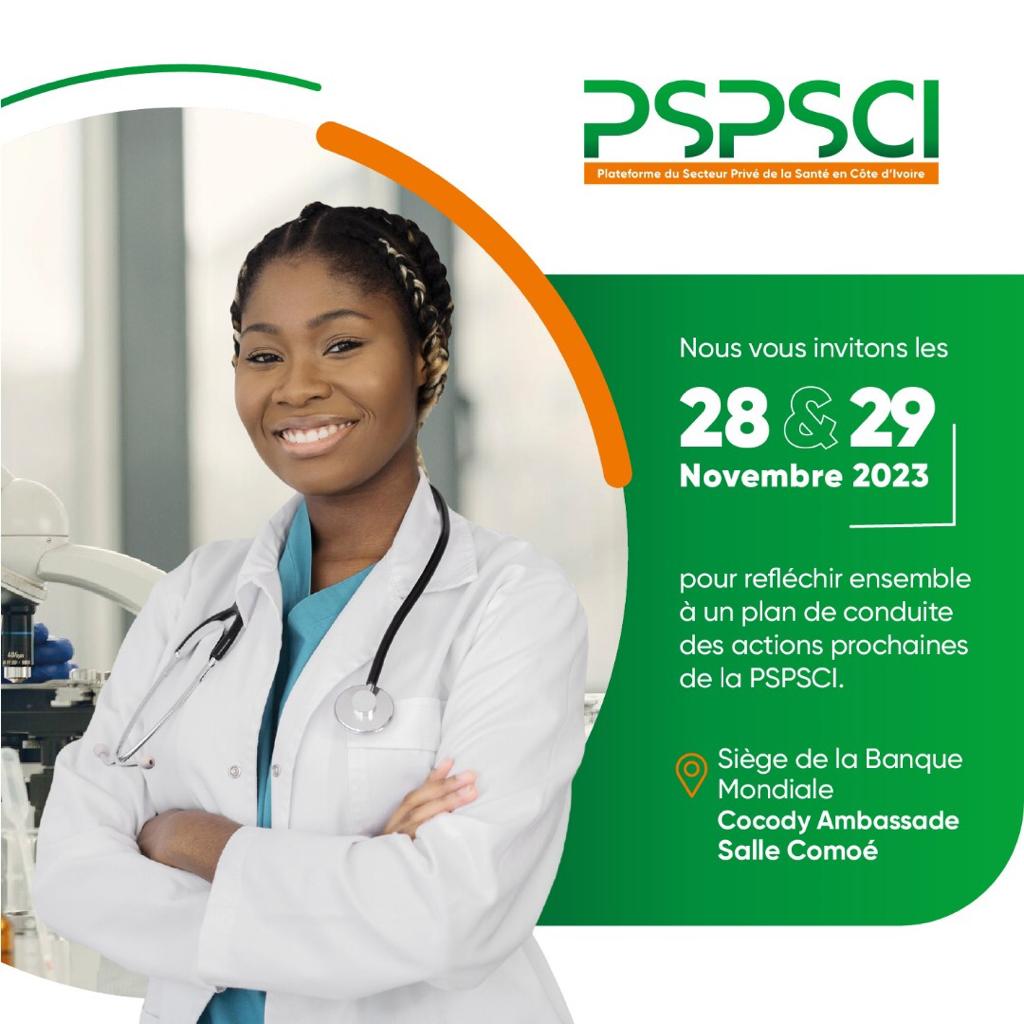 PSPSCI
Plateforme du Secteur Privé de la Santé en Côte d'Ivoire
Nous vous invitons les
28 & 29
Novembre 2023
pour refléchir ensemble
à un plan de conduite
des actions prochaines
de la PSPSCI.
Siège de la Banque
Mondiale
Cocody Ambassade
Salle Comoé